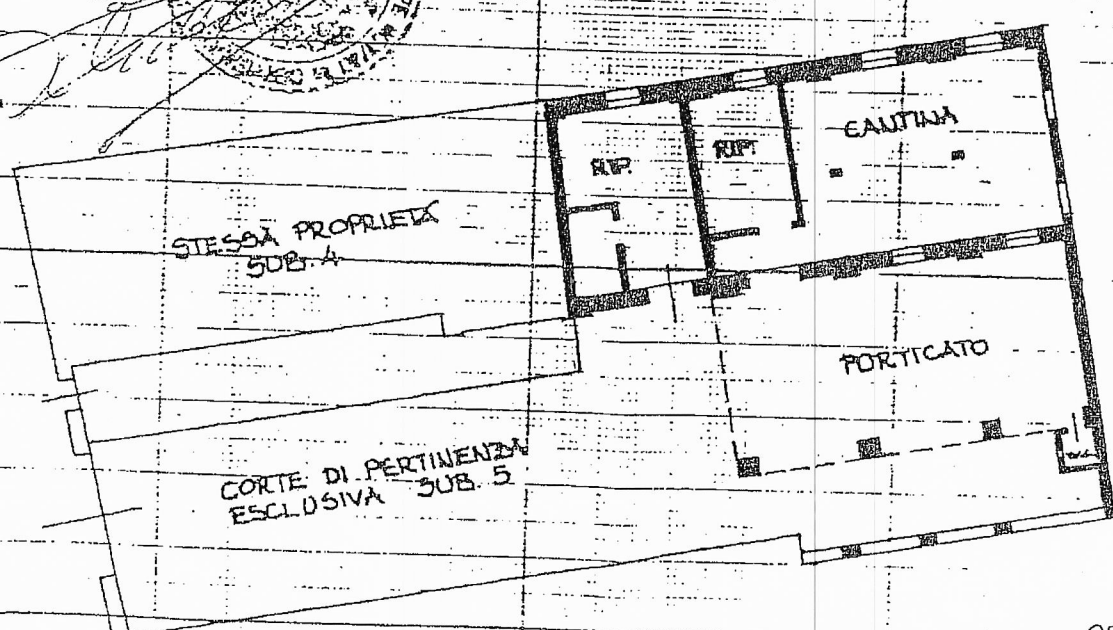 CANTINA
RIP.
RIP.
STESSA PROPRIETÀ
SUB. 4
PORTICATO
CORTE DI PERTINENZA
ESCLUSIVA SUB. 5